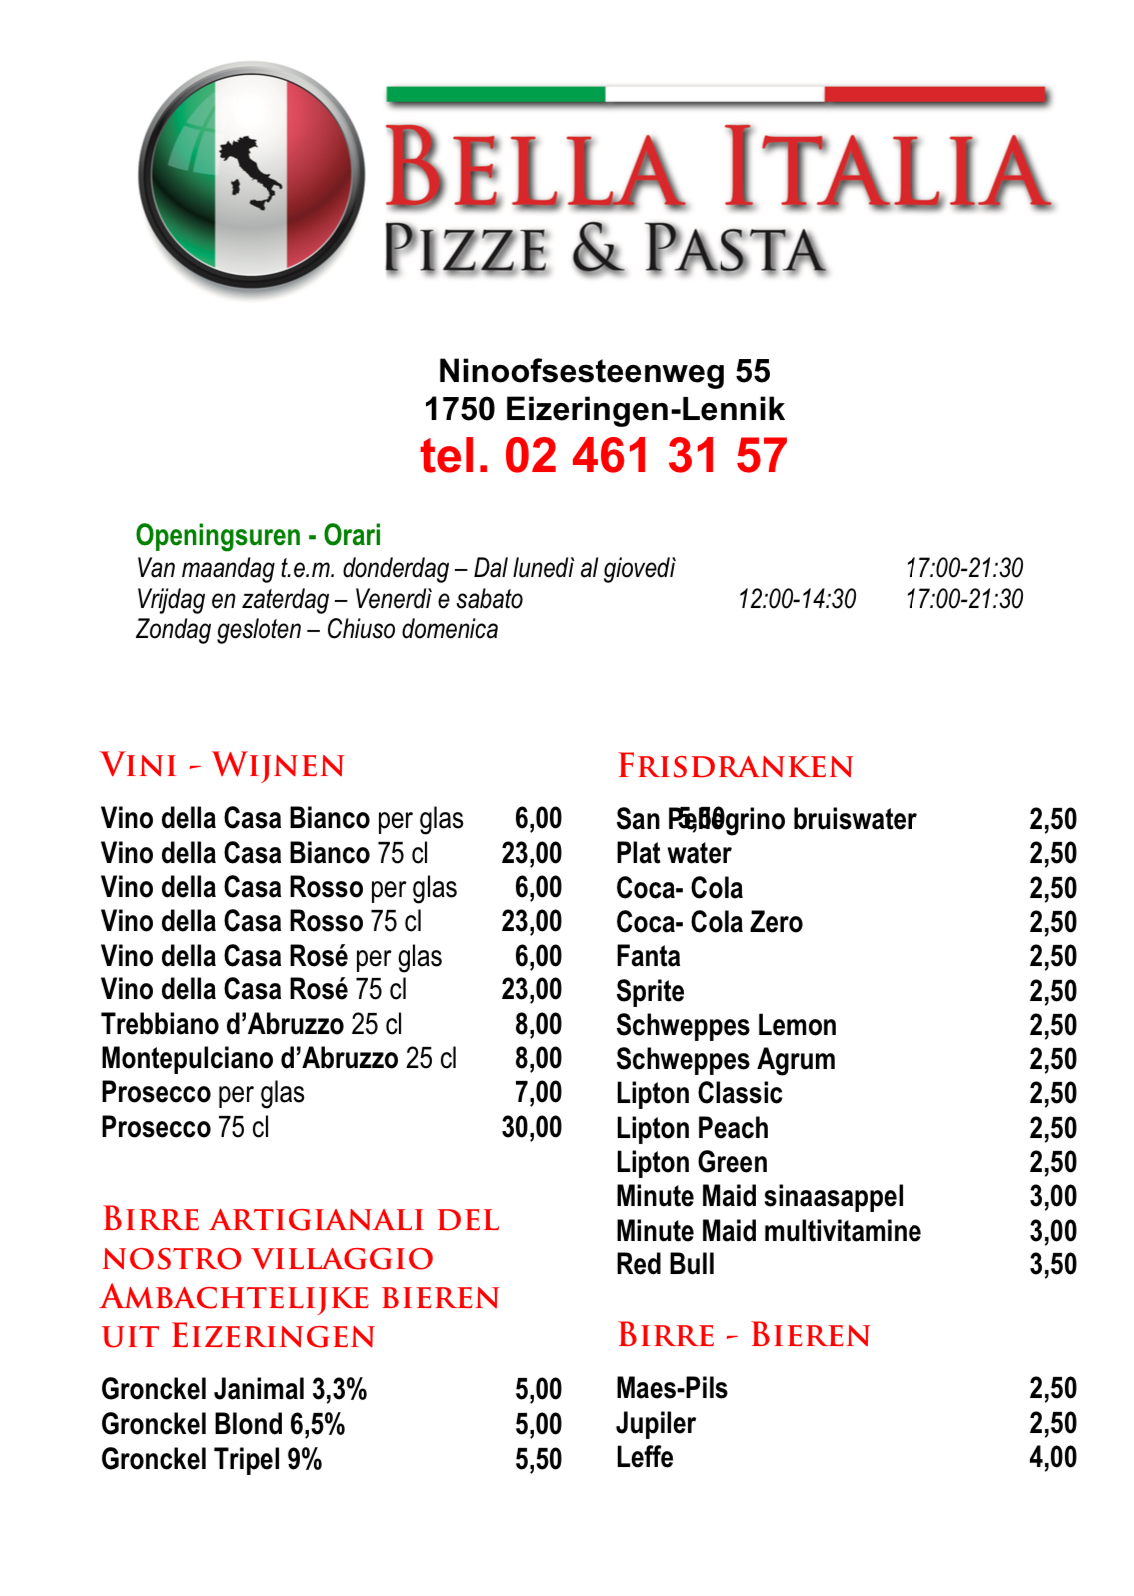 BELLA ITALIA
PIZZE & PASTA
Ninoofsesteenweg 55
1750 Eizeringen-Lennik
tel. 02 461 31 57
Openingsuren - Orari
Van maandag t.e.m. donderdag – Dal lunedì al giovedì 17:00-21:30
Vrijdag en zaterdag – Venerdì e sabato 12:00-14:30 17:00-21:30
Zondag gesloten – Chiuso domenica
VINI - WIJNEN
Vino della Casa Bianco per glas 6,00
Vino della Casa Bianco 75 cl 23,00
Vino della Casa Rosso per glas 6,00
Vino della Casa Rosso 75 cl 23,00
Vino della Casa Rosé per glas 6,00
Vino della Casa Rosé 75 cl 23,00
Trebbiano d’Abruzzo 25 cl 8,00
Montepulciano d’Abruzzo 25 cl 8,00
Prosecco per glas 7,00
Prosecco 75 cl 30,00
BIRRE ARTIGIANALI DEL
NOSTRO VILLAGGIO
AMBACHTELIJKE BIEREN
UIT EIZERINGEN
Gronckel Janimal 3,3% 5,00
Gronckel Blond 6,5% 5,00
Gronckel Tripel 9% 5,50
FRISDRANKEN
San Pellegrino bruiswater 2,50
Plat water 2,50
Coca- Cola 2,50
Coca- Cola Zero 2,50
Fanta 2,50
Sprite 2,50
Schweppes Lemon 2,50
Schweppes Agrum 2,50
Lipton Classic 2,50
Lipton Peach 2,50
Lipton Green 2,50
Minute Maid sinaasappel 3,00
Minute Maid multivitamine 3,00
Red Bull 3,50
BIRRE - BIEREN
Maes-Pils 2,50
Jupiler 2,50
Leffe 4,00